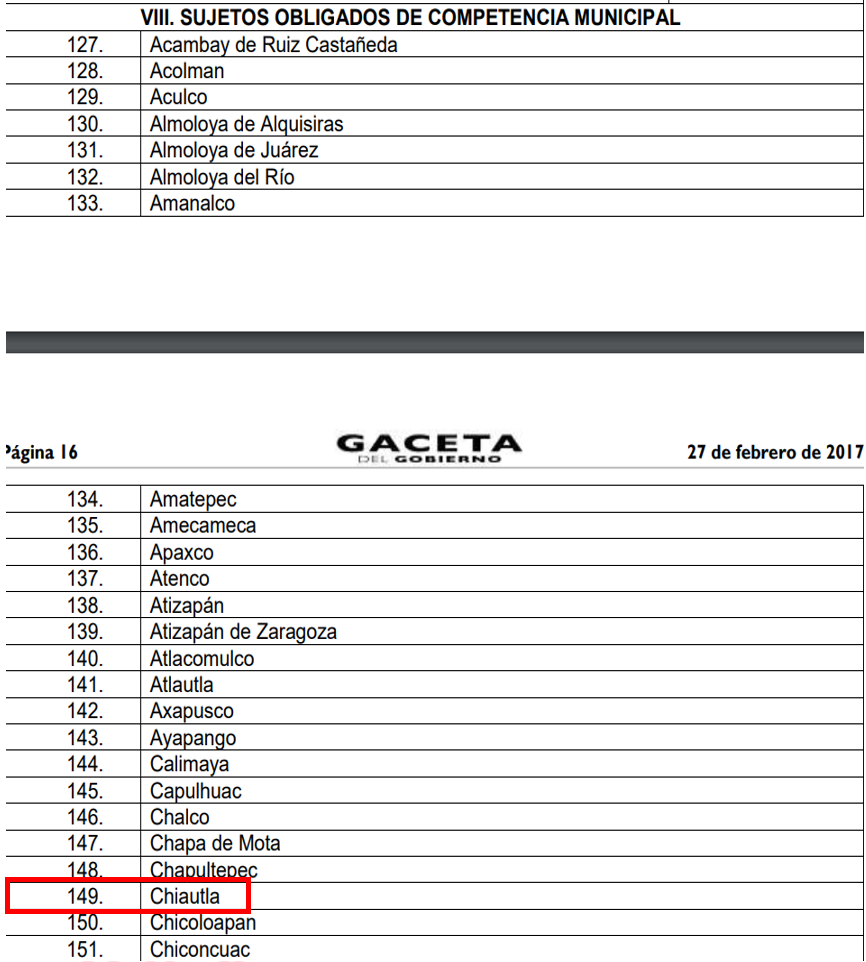 VIII. SUJETOS OBLIGADOS DE COMPETENCIA MUNICIPAL
127. Acambay de Ruiz Castañeda
128. Acolman
129. Aculco
130. Almoloya de Alquisiras
131. Almoloya de Juárez
132. Almoloya del Río
133. Amanalco
Página 16 GACETA DEL GOBIERNO 27 de febrero de 2017
134. Amatepec
135. Amecameca
136. Apaxco
137. Atenco
138. Atizapán
139. Atizapán de Zaragoza
140. Atlacomulco
141. Atlautla
142. Axapusco
143. Ayapango
144. Calimaya
145. Capulhuac
146. Chalco
147. Chapa de Mota
148. Chapultepec
149. Chiautla
150. Chicoloapan
151. Chiconcuac